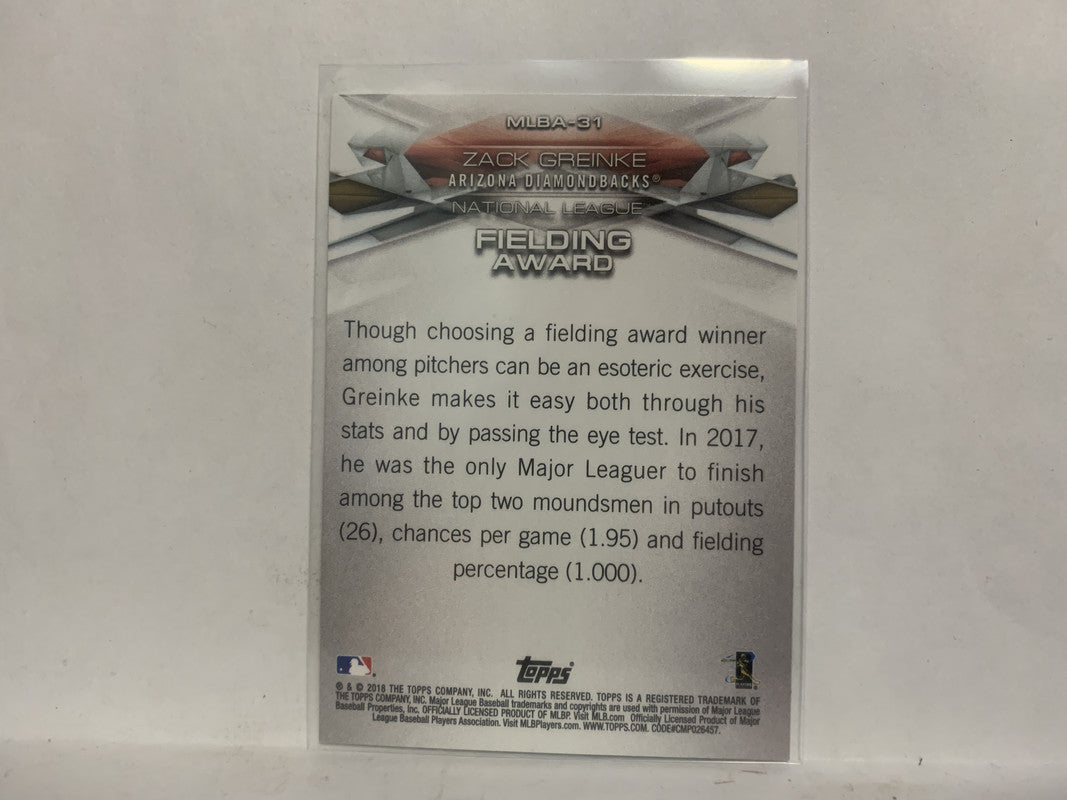 MLBA-31
ZACK GREINKE
ARIZONA DIAMONDBACKS®
NATIONAL LEAGUE™
FIELDING
AWARD
Though choosing a fielding award winner
among pitchers can be an esoteric exercise,
Greinke makes it easy both through his
stats and by passing the eye test. In 2017,
he was the only Major Leaguer to finish
among the top two moundsmen in putouts
(26), chances per game (1.95) and fielding
percentage (1.000).
topps®
® & © 2018 THE TOPPS COMPANY, INC. ALL RIGHTS RESERVED. TOPPS IS A REGISTERED TRADEMARK OF
THE TOPPS COMPANY, INC. Major League Baseball trademarks and copyrights are used with permission of Major League
Baseball Properties, Inc. OFFICIALLY LICENSED PRODUCT OF MLBP. Visit MLB.com Officially Licensed Product of Major
League Baseball Players Association. Visit MLBPlayers.com. WWW.TOPPS.COM. CODE#CMP026457.